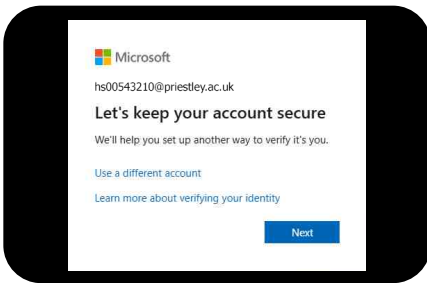 Microsoft
hs00543210@priestley.ac.uk
Let's keep your account secure
We'll help you set up another way to verify it's you.
Use a different account
Learn more about verifying your identity
Next